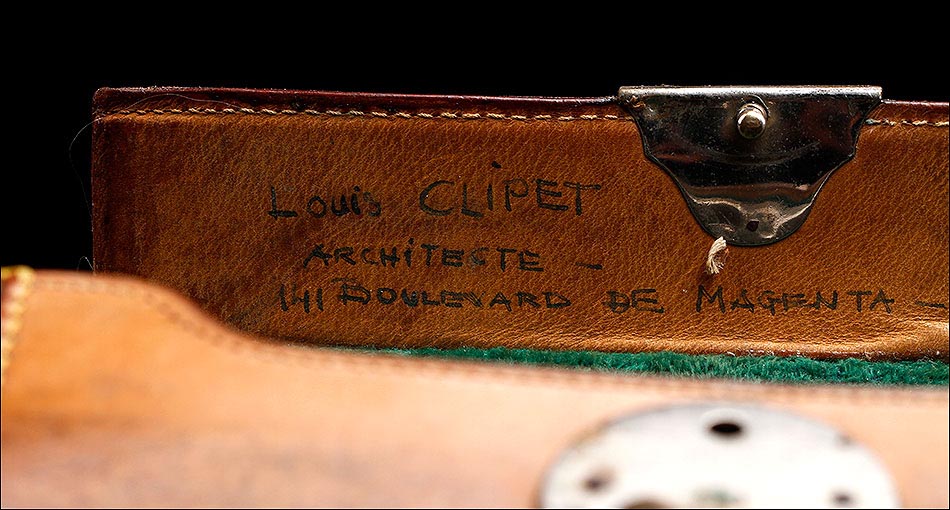 Louis CLiPET
ARCHiTECTE -
141 BOULEVARD DE MAGENTA -